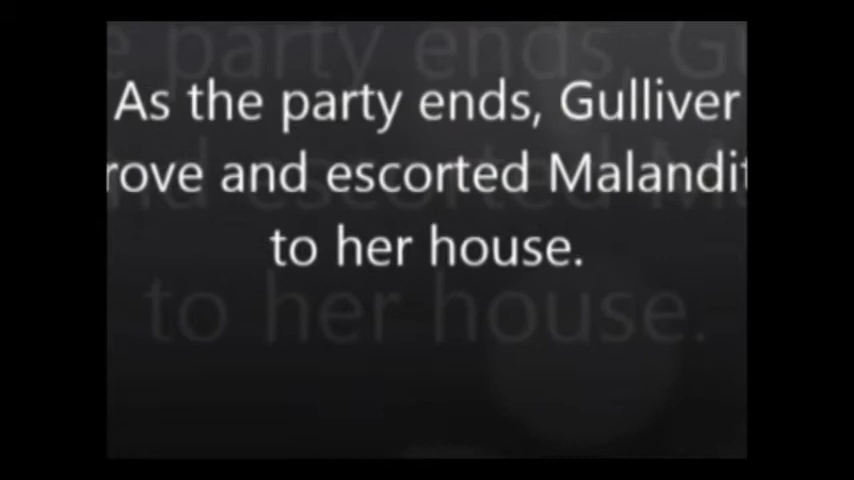 As the party ends, Gulliver
rove and escorted Malandit
to her house.